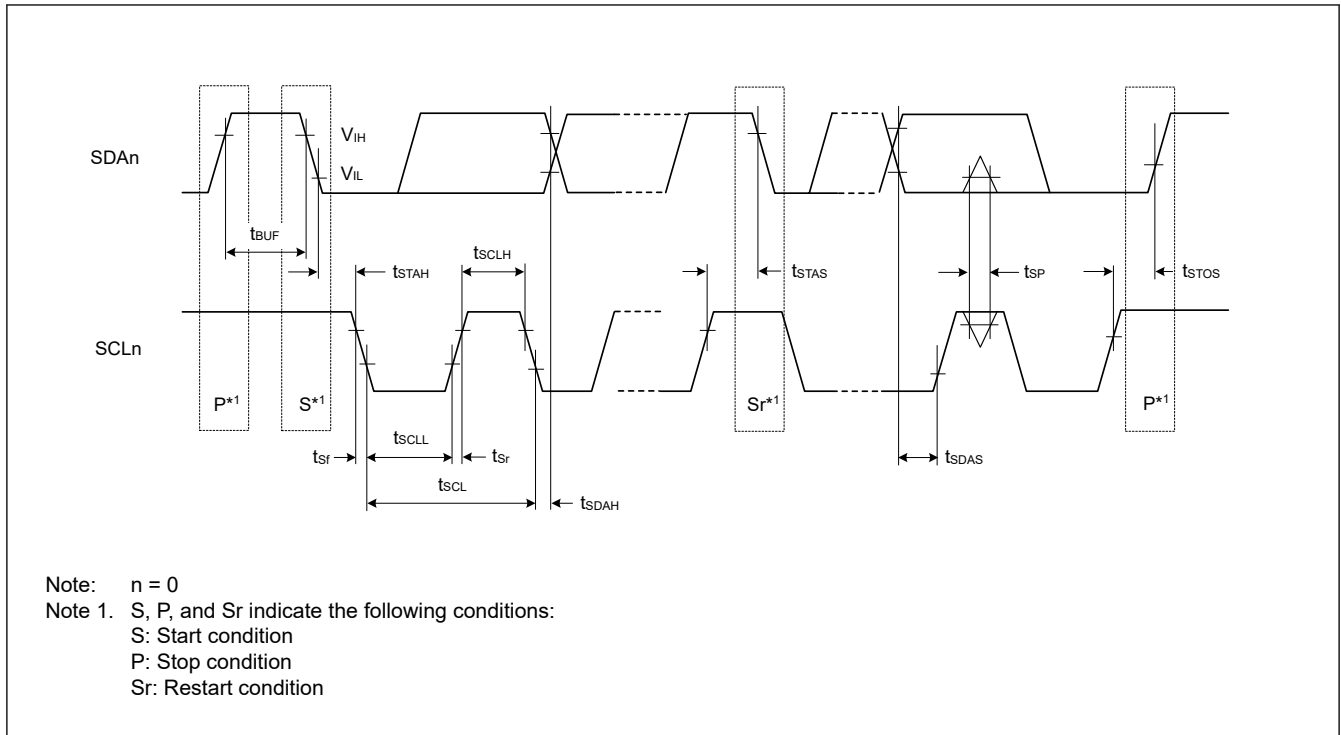 SDAn
VIH
VIL
tBUF
tSTAH
tSCLH
tSTAS
tSP
tSTOS
SCLn
P*1
S*1
Sr*1
P*1
tSf
tSCLL
tSr
tSDAS
tSCL
tSDAH
Note: n = 0
Note 1. S, P, and Sr indicate the following conditions:
S: Start condition
P: Stop condition
Sr: Restart condition